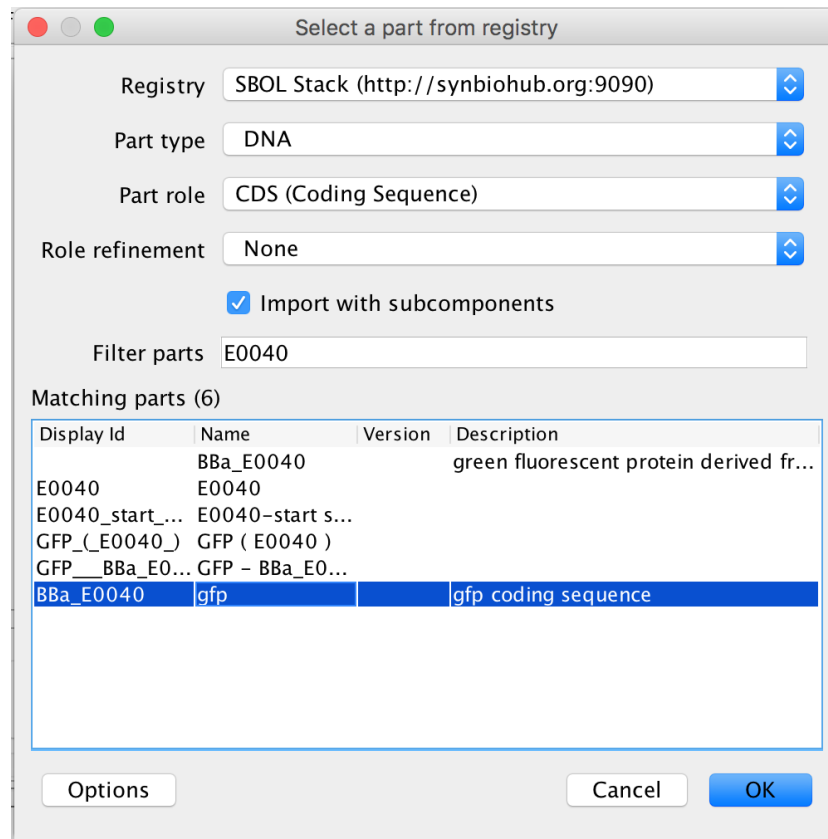 Select a part from registry
Registry SBOL Stack (http://synbiohub.org:9090)
Part type DNA
Part role CDS (Coding Sequence)
Role refinement None
Import with subcomponents
Filter parts E0040
Matching parts (6)
Display Id Name Version Description
BBa_E0040 green fluorescent protein derived fr...
E0040 E0040
E0040_start_... E0040-start s...
GFP_(_E0040_) GFP ( E0040 )
GFP___BBa_E0... GFP - BBa_E0...
BBa_E0040 gfp gfp coding sequence
Options Cancel OK